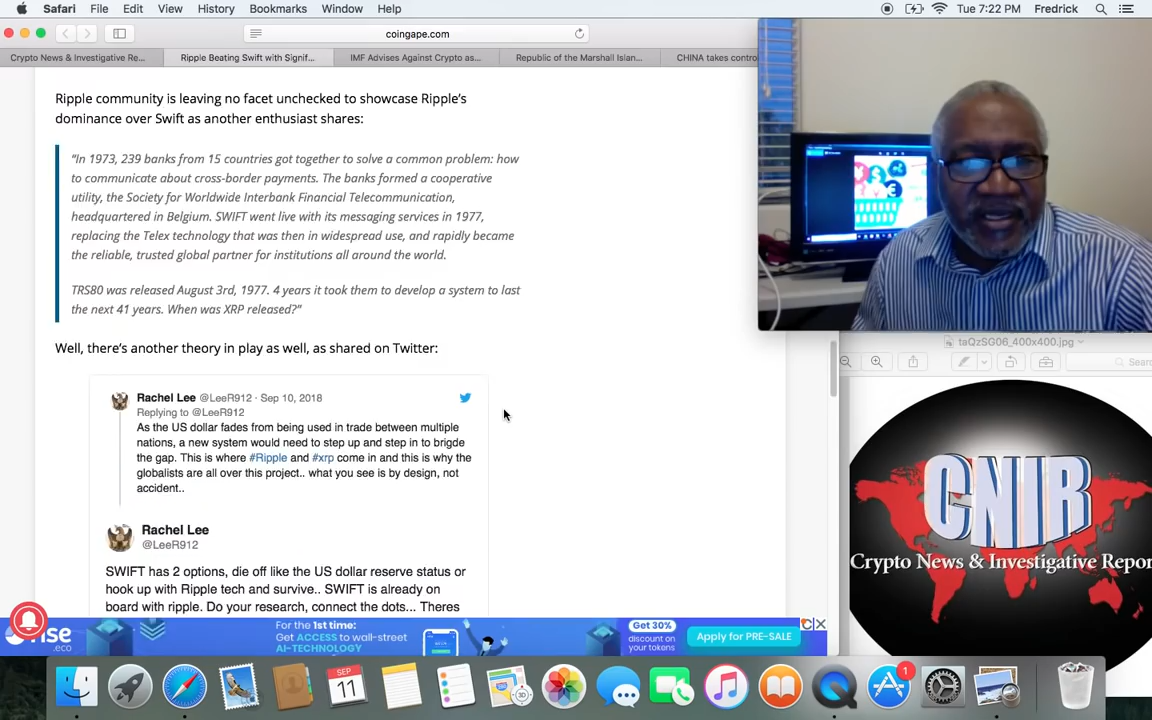 Safari File Edit View History Bookmarks Window Help
Tue 7:22 PM Fredrick
coingape.com
Crypto News & Investigative Re...
Ripple Beating Swift with Signif...
IMF Advises Against Crypto as...
Republic of the Marshall Islan...
CHINA takes contro
Ripple community is leaving no facet unchecked to showcase Ripple's
dominance over Swift as another enthusiast shares:
"In 1973, 239 banks from 15 countries got together to solve a common problem: how
to communicate about cross-border payments. The banks formed a cooperative
utility, the Society for Worldwide Interbank Financial Telecommunication,
headquartered in Belgium. SWIFT went live with its messaging services in 1977,
replacing the Telex technology that was then in widespread use, and rapidly became
the reliable, trusted global partner for institutions all around the world.
TRS80 was released August 3rd, 1977. 4 years it took them to develop a system to last
the next 41 years. When was XRP released?"
Well, there's another theory in play as well, as shared on Twitter:
Rachel Lee @LeeR912 · Sep 10, 2018
Replying to @LeeR912
As the US dollar fades from being used in trade between multiple
nations, a new system would need to step up and step in to brigde
the gap. This is where #Ripple and #xrp come in and this is why the
globalists are all over this project.. what you see is by design, not
accident..
Rachel Lee
@LeeR912
SWIFT has 2 options, die off like the US dollar reserve status or
hook up with Ripple tech and survive.. SWIFT is already on
board with ripple. Do your research, connect the dots... Theres
.eco
For the 1st time:
Get ACCESS to wall-street
AI-TECHNOLOGY
Get 30%
discount on
your tokens
Apply for PRE-SALE
taQzSG06_400x400.jpg
Sear
CNIR
Crypto News & Investigative Repor
SEP
11
3D
1